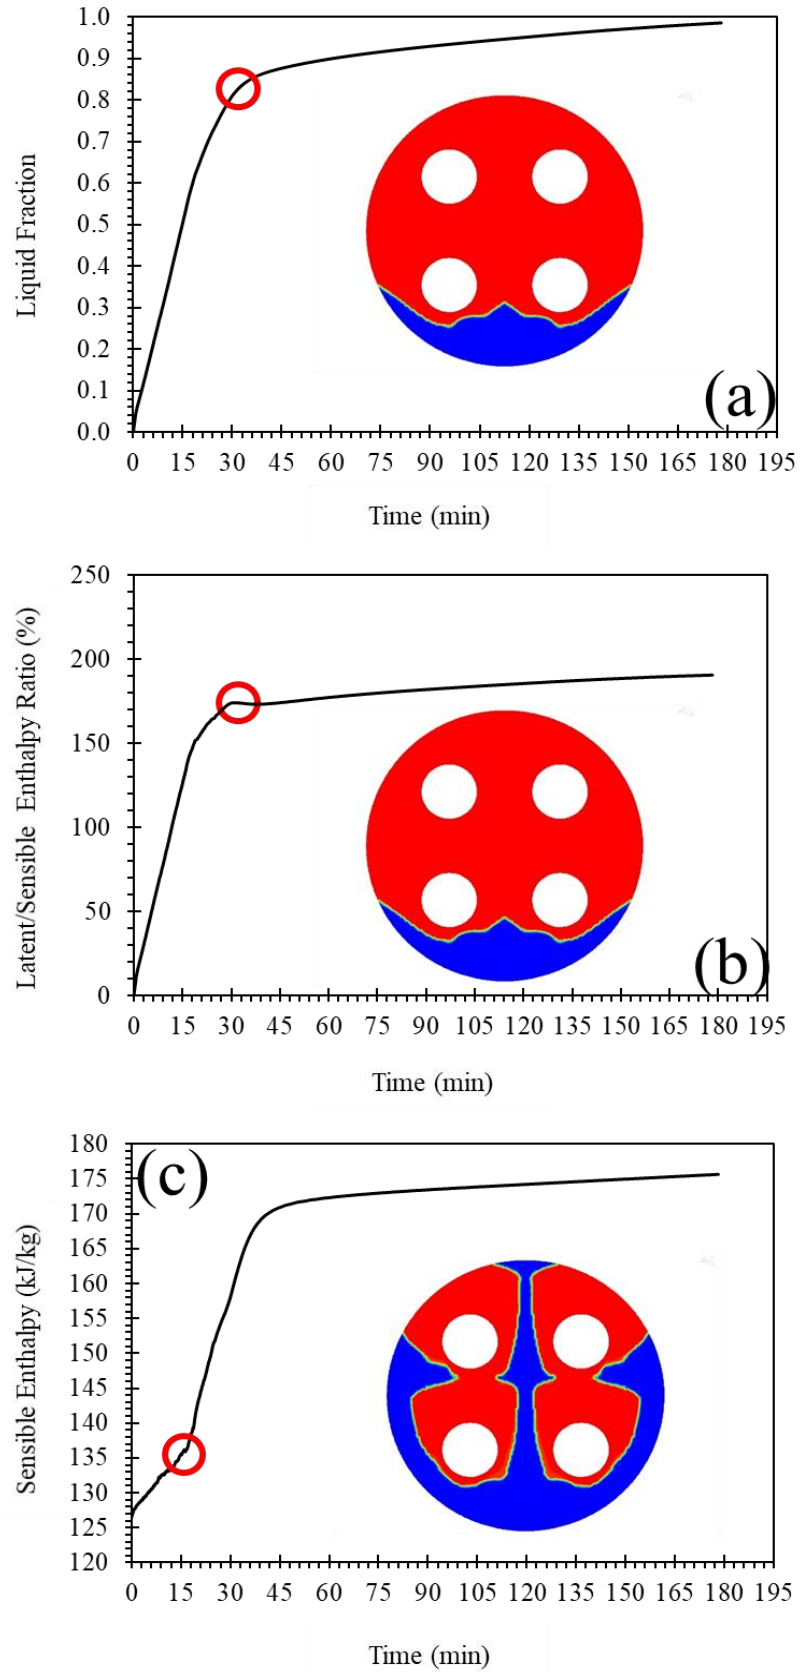 1.0
0.9
0.8
0.7
0.6
0.5
0.4
0.3
0.2
0.1
0.0
Liquid Fraction
(a)
0 15 30 45 60 75 90 105 120 135 150 165 180 195
Time (min)
250
200
150
100
50
0
Latent/Sensible Enthalpy Ratio (%)
(b)
0 15 30 45 60 75 90 105 120 135 150 165 180 195
Time (min)
180
175
170
165
160
155
150
145
140
135
130
125
120
Sensible Enthalpy (kJ/kg)
(c)
0 15 30 45 60 75 90 105 120 135 150 165 180 195
Time (min)